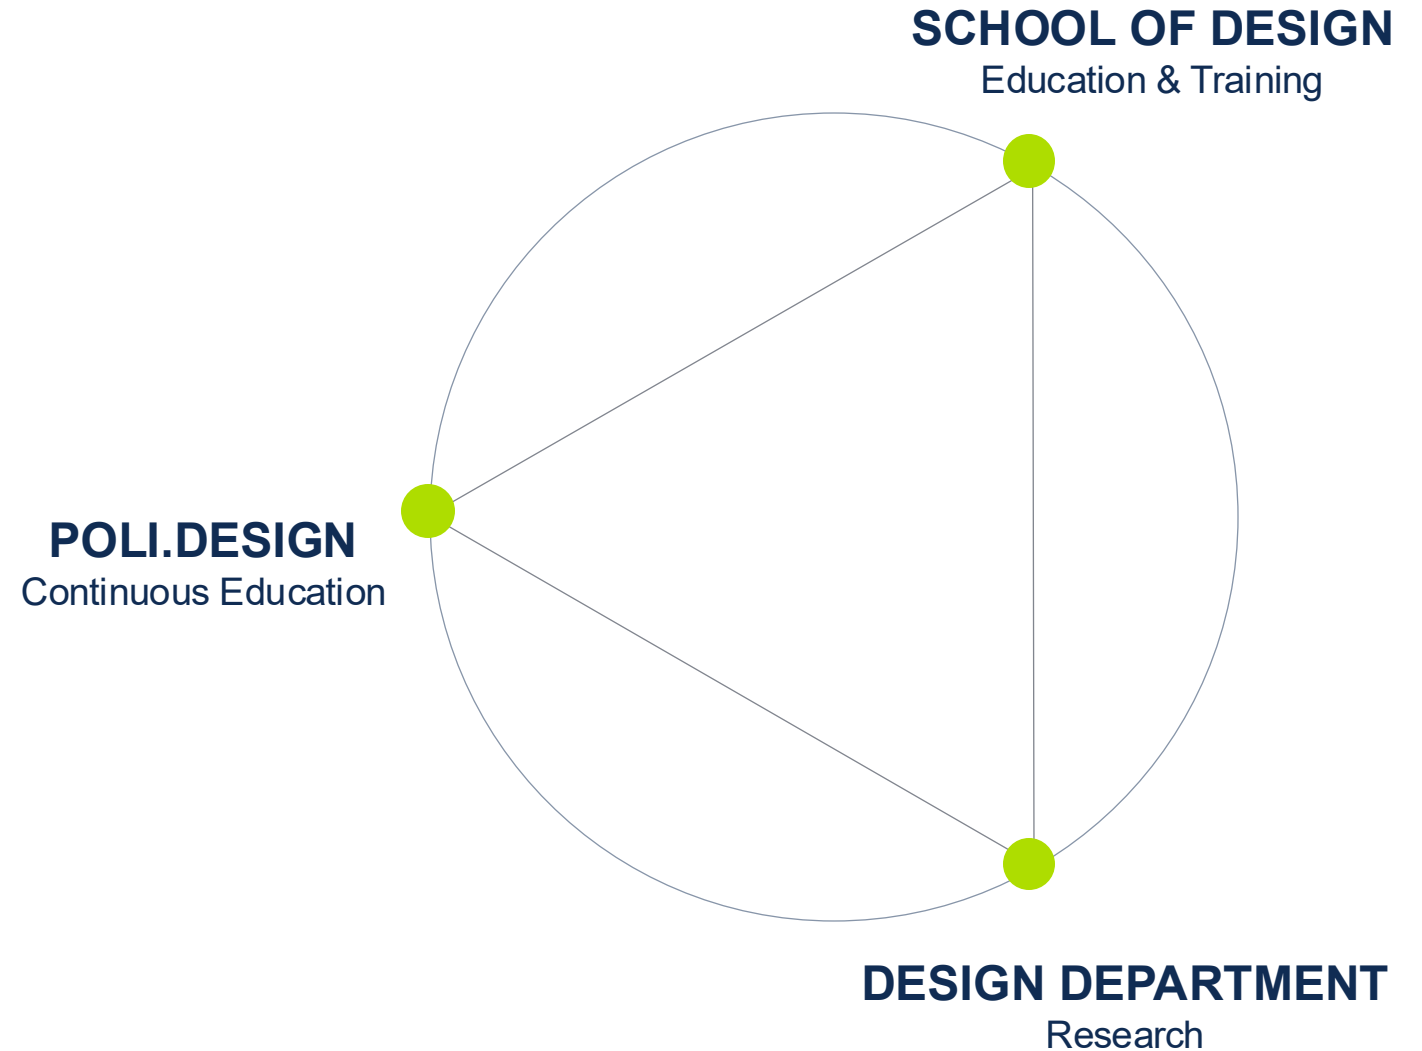 SCHOOL OF DESIGN
Education & Training
POLI.DESIGN
Continuous Education
DESIGN DEPARTMENT
Research